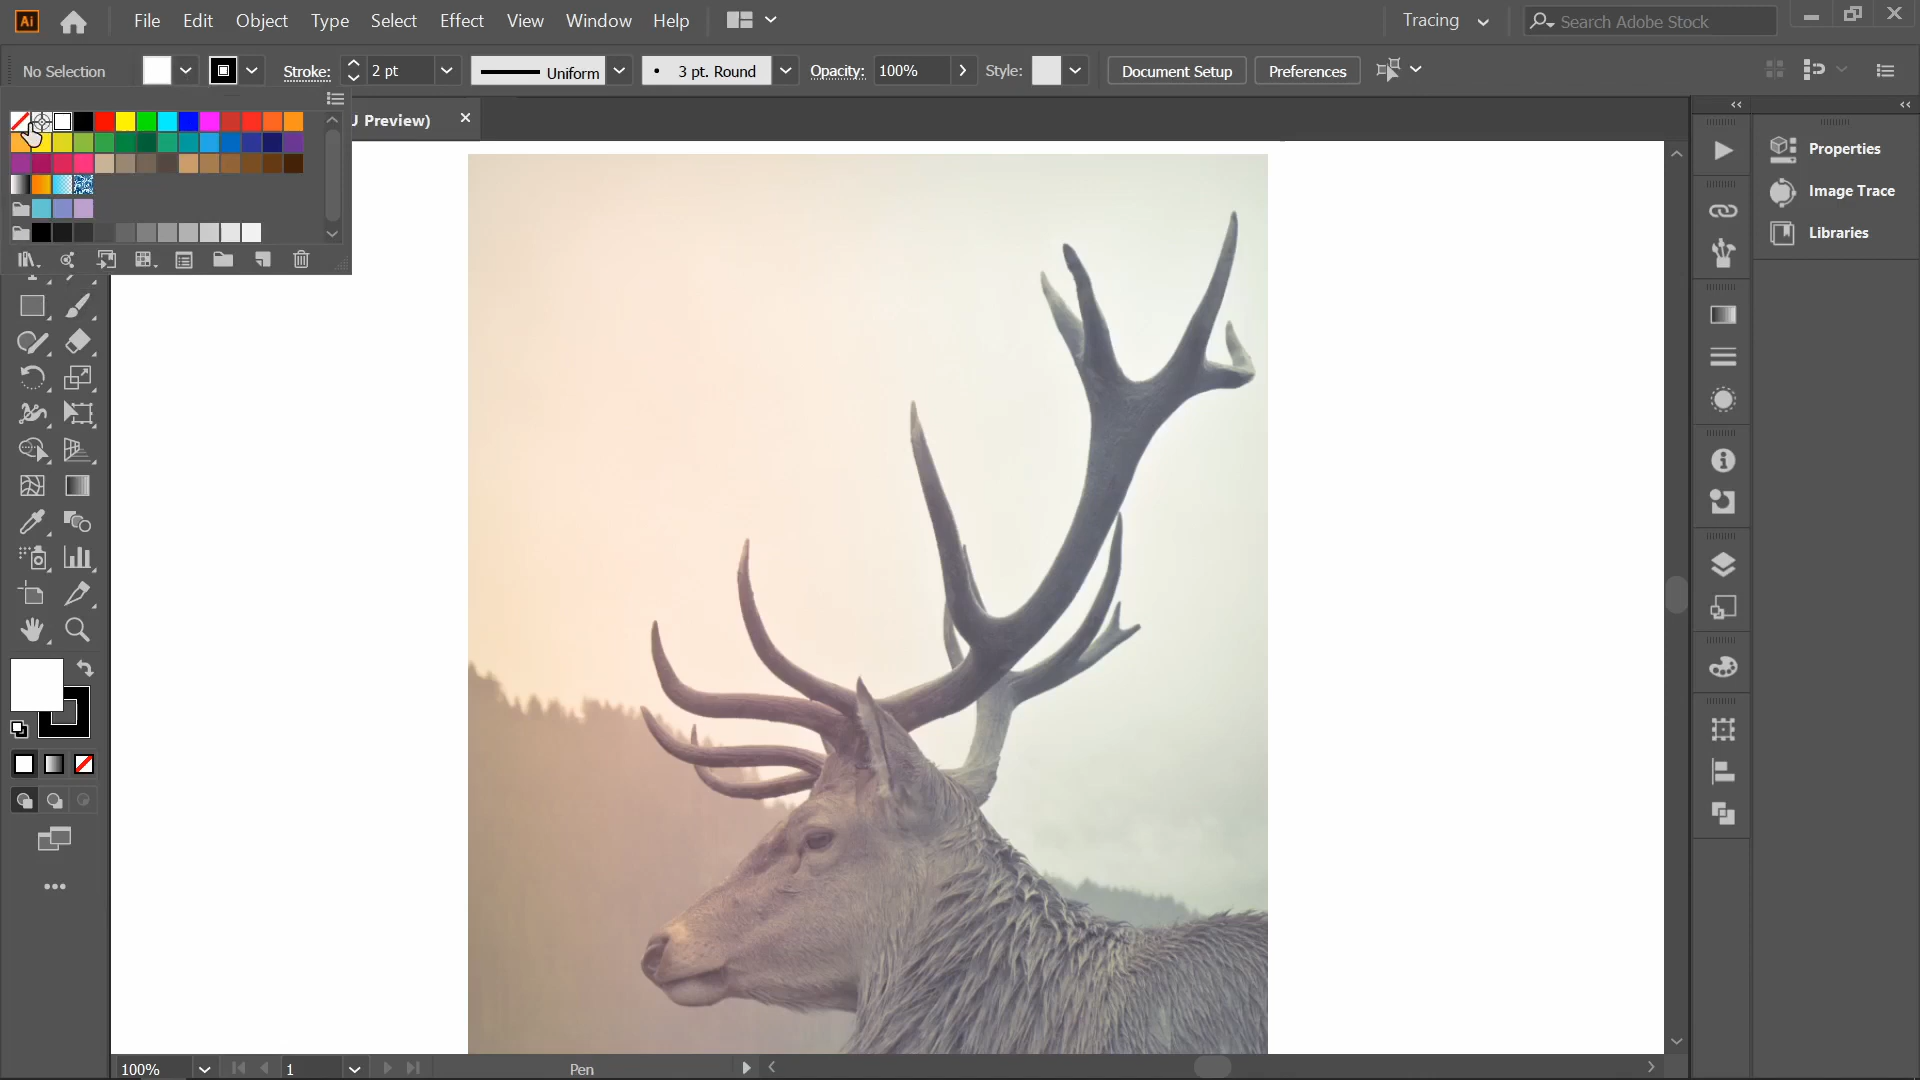 Ai File Edit Object Type Select Effect View Window Help Tracing Search Adobe Stock
No Selection Stroke: 2 pt Uniform 3 pt. Round Opacity: 100% Style: Document Setup Preferences
U Preview)
Properties
Image Trace
Libraries
100% 1 Pen